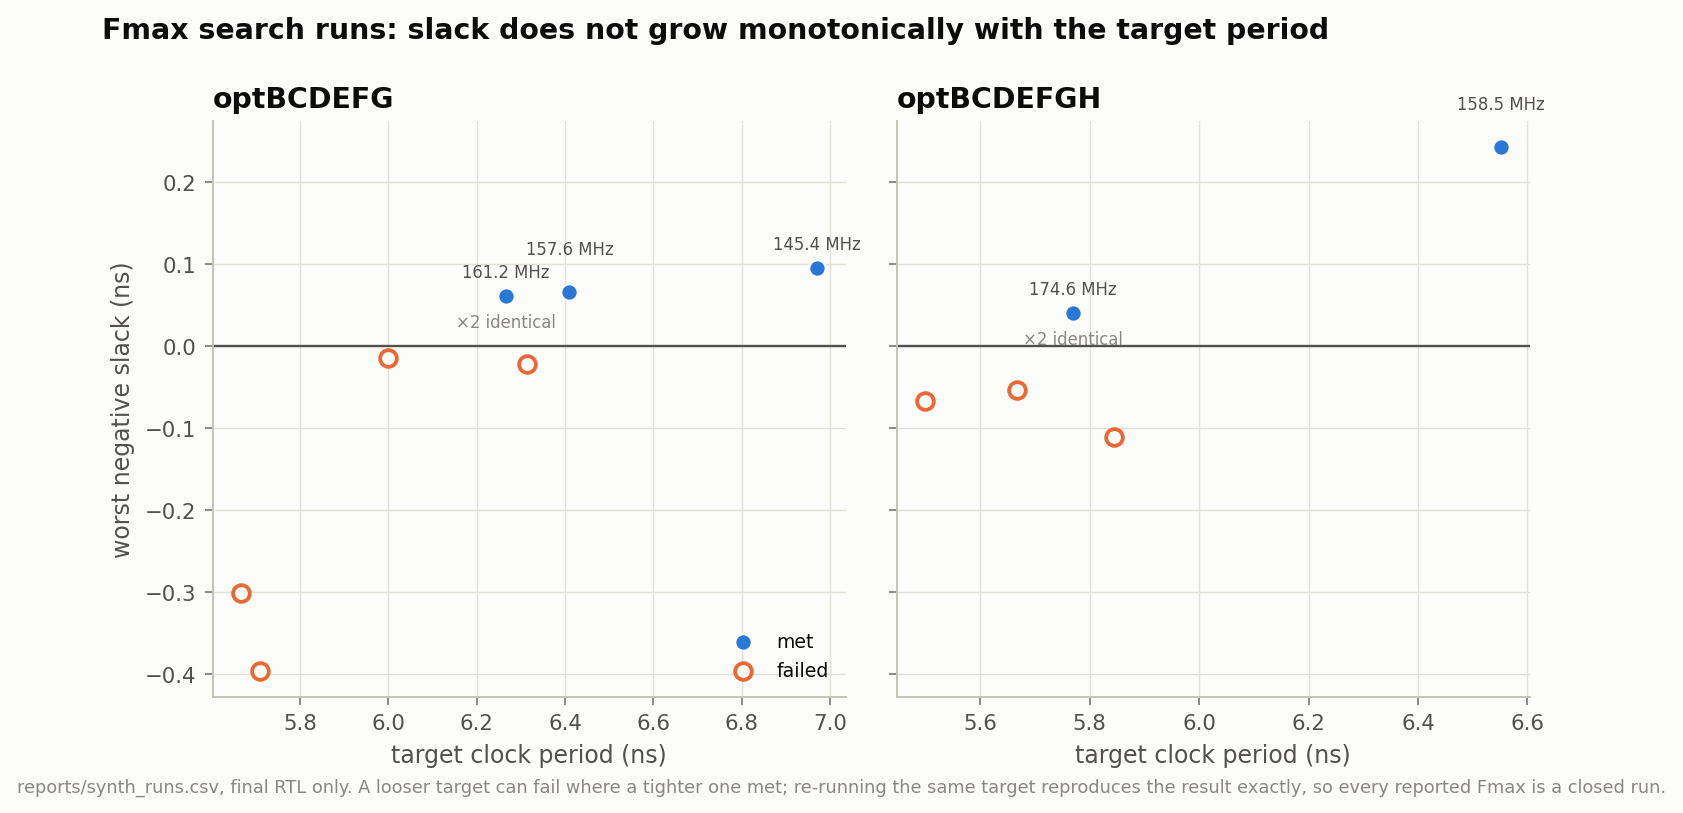 Fmax search runs: slack does not grow monotonically with the target period
optBCDEFG
optBCDEFGH
158.5 MHz
0.2
157.6 MHz
145.4 MHz
0.1
161.2 MHz
174.6 MHz
×2 identical
×2 identical
0.0
worst negative slack (ns)
−0.1
−0.2
−0.3
met
−0.4
failed
5.8 6.0 6.2 6.4 6.6 6.8 7.0
5.6 5.8 6.0 6.2 6.4 6.6
target clock period (ns)
target clock period (ns)
reports/synth_runs.csv, final RTL only. A looser target can fail where a tighter one met; re-running the same target reproduces the result exactly, so every reported Fmax is a closed run.